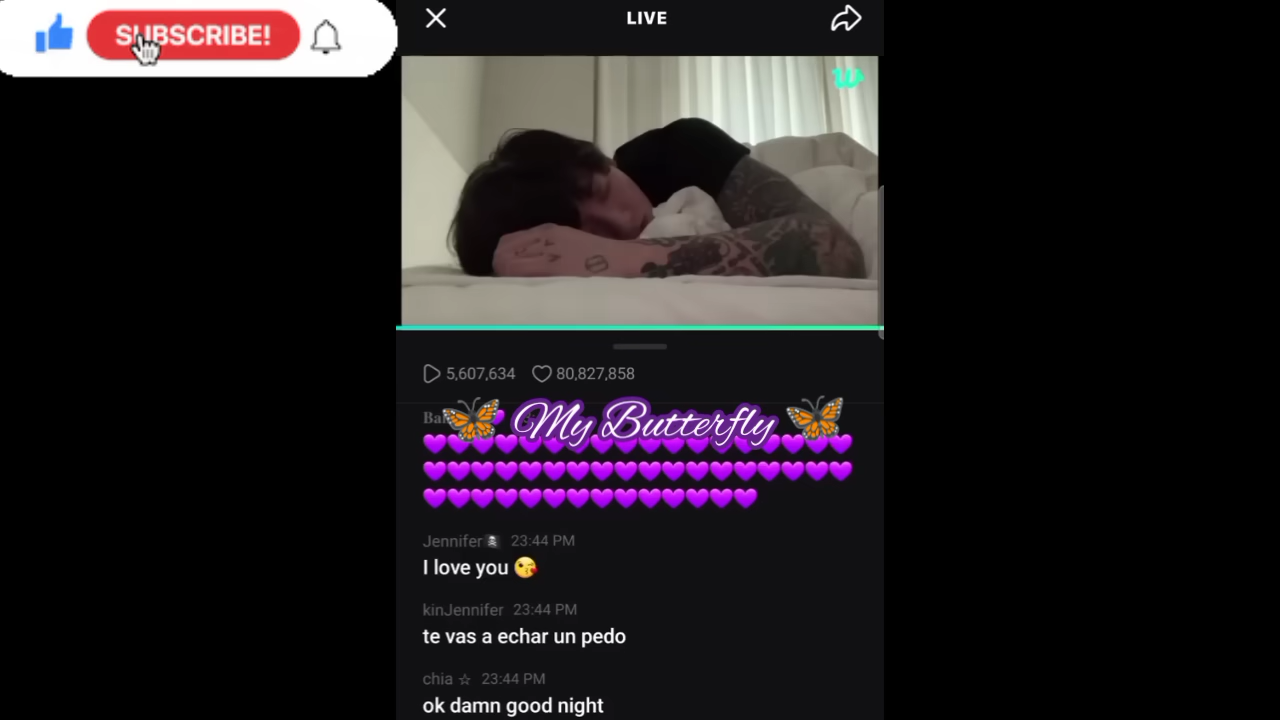 SUBSCRIBE!
LIVE
5,607,634 80,827,858
My Butterfly
Jennifer 23:44 PM
I love you
kinJennifer 23:44 PM
te vas a echar un pedo
chia ☆ 23:44 PM
ok damn good night